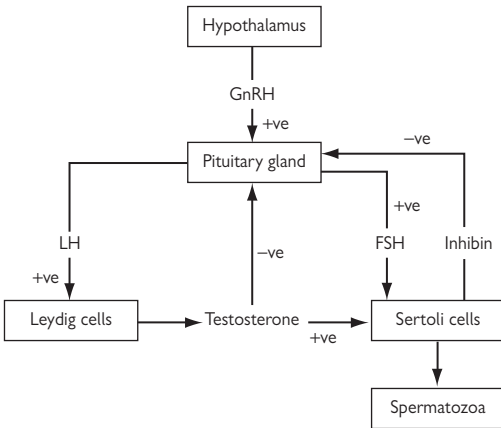 Hypothalamus
GnRH
+ve
–ve
Pituitary gland
+ve
LH
–ve
FSH
Inhibin
+ve
Leydig cells
Testosterone
+ve
Sertoli cells
Spermatozoa